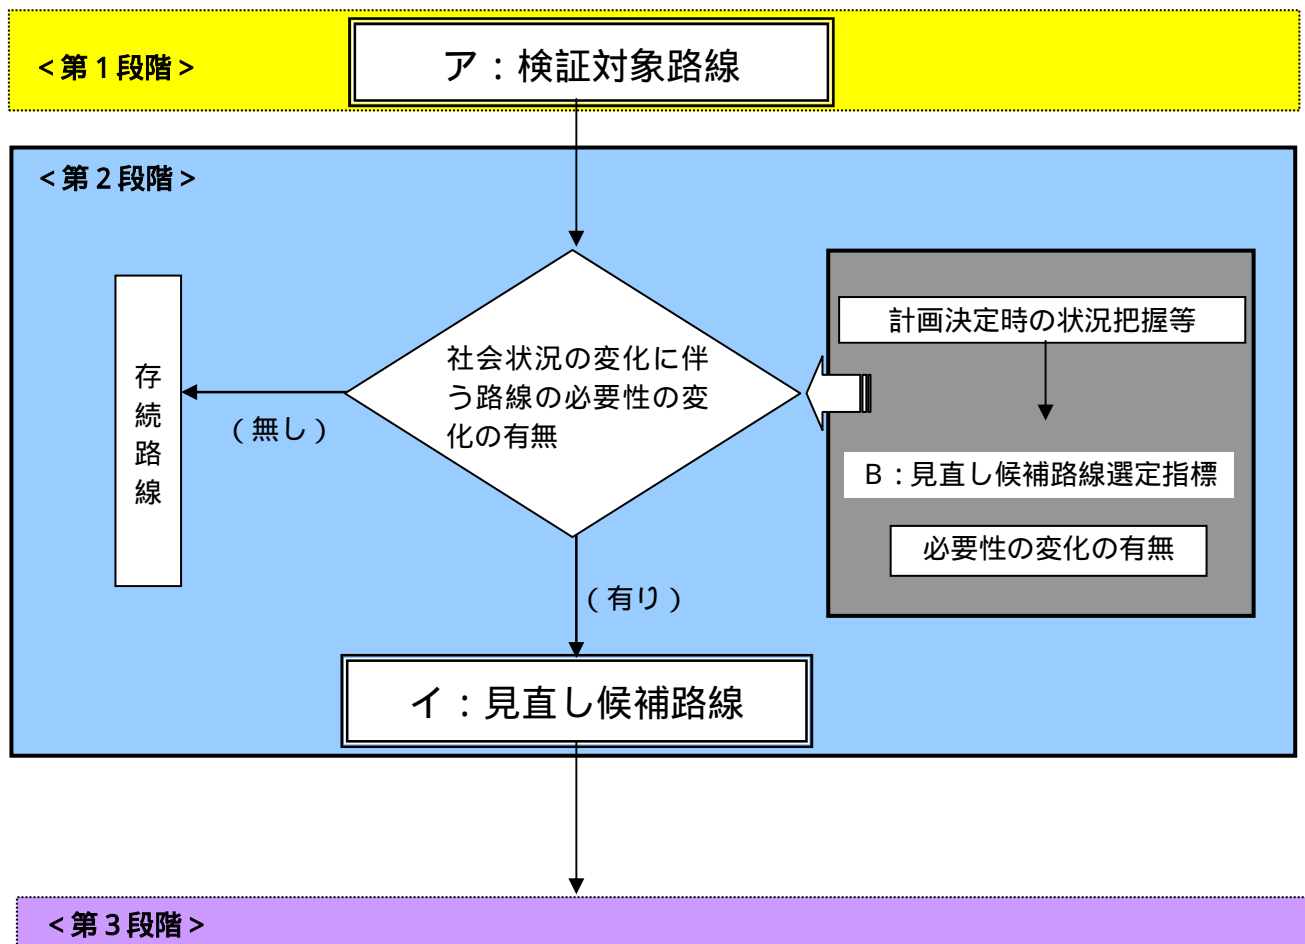 <第1段階>
ア：検証対象路線
<第2段階>
存続路線
（無し）
社会状況の変化に伴
う路線の必要性の変
化の有無
計画決定時の状況把握等
B：見直し候補路線選定指標
必要性の変化の有無
（有り）
イ：見直し候補路線
<第3段階>